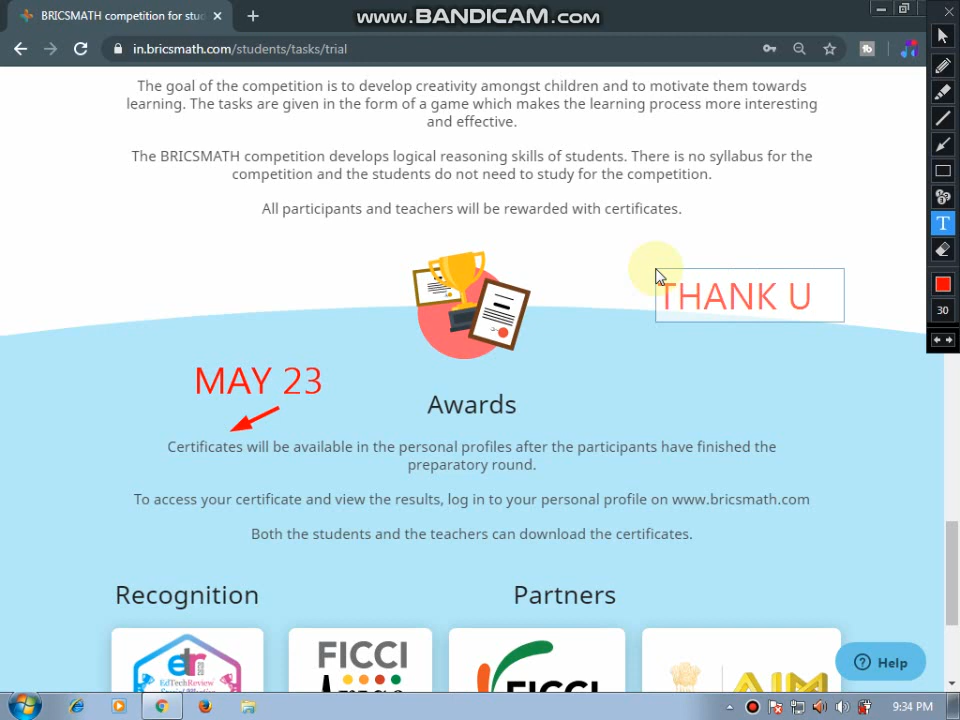 BRICSMATH competition for stud
www.BANDICAM.com
in.bricsmath.com/students/tasks/trial
The goal of the competition is to develop creativity amongst children and to motivate them towards
learning. The tasks are given in the form of a game which makes the learning process more interesting
and effective.
The BRICSMATH competition develops logical reasoning skills of students. There is no syllabus for the
competition and the students do not need to study for the competition.
All participants and teachers will be rewarded with certificates.
THANK U
T
30
MAY 23
Awards
Certificates will be available in the personal profiles after the participants have finished the
preparatory round.
To access your certificate and view the results, log in to your personal profile on www.bricsmath.com
Both the students and the teachers can download the certificates.
Recognition
Partners
etr
EdTechReview
FICCI
FICCI
AIM
Help
9:34 PM